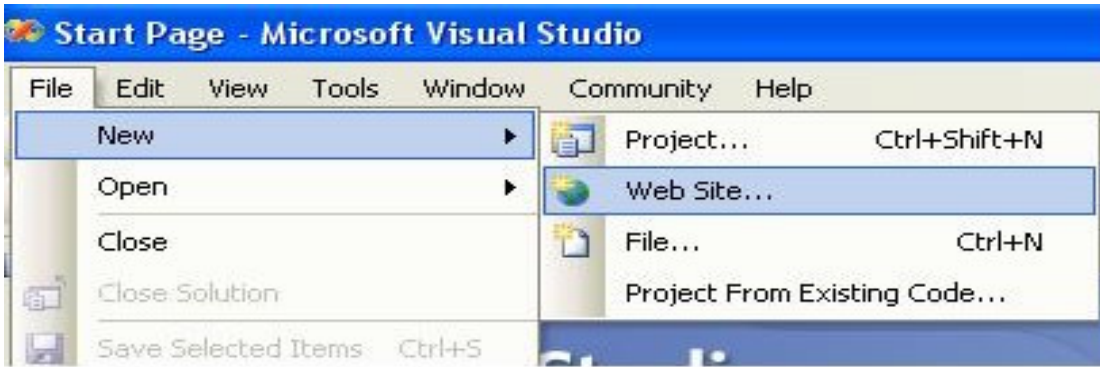 Start Page - Microsoft Visual Studio
File Edit View Tools Window Community Help
New
Project... Ctrl+Shift+N
Open
Web Site...
Close
File... Ctrl+N
Close Solution
Project From Existing Code...
Save Selected Items Ctrl+S